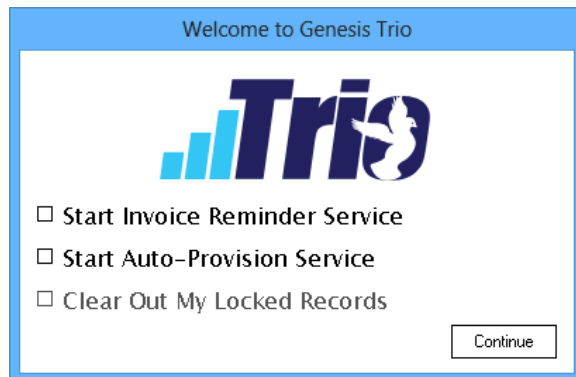 Welcome to Genesis Trio
Trio
Start Invoice Reminder Service
Start Auto-Provision Service
Clear Out My Locked Records
Continue